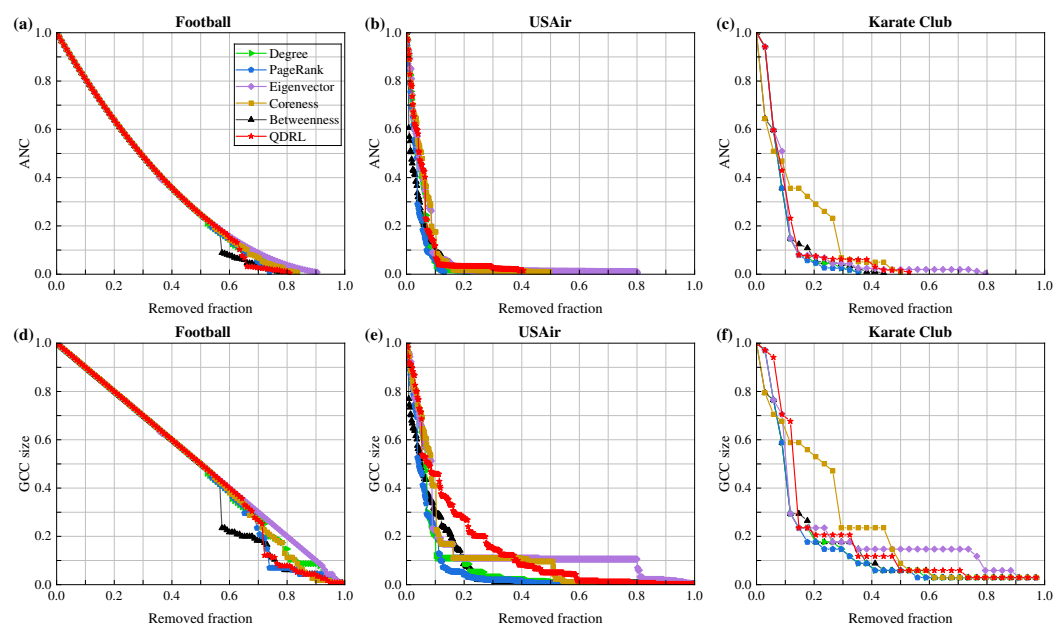 (a) Football
1.0
0.8
0.6
0.4
0.2
0.0
ANC
0.0 0.2 0.4 0.6 0.8 1.0
Removed fraction
Degree
PageRank
Eigenvector
Coreness
Betweenness
QDRL
(b) USAir
1.0
0.8
0.6
0.4
0.2
0.0
ANC
0.0 0.2 0.4 0.6 0.8 1.0
Removed fraction
(c) Karate Club
1.0
0.8
0.6
0.4
0.2
0.0
ANC
0.0 0.2 0.4 0.6 0.8 1.0
Removed fraction
(d) Football
1.0
0.8
0.6
0.4
0.2
0.0
GCC size
0.0 0.2 0.4 0.6 0.8 1.0
Removed fraction
(e) USAir
1.0
0.8
0.6
0.4
0.2
0.0
GCC size
0.0 0.2 0.4 0.6 0.8 1.0
Removed fraction
(f) Karate Club
1.0
0.8
0.6
0.4
0.2
0.0
GCC size
0.0 0.2 0.4 0.6 0.8 1.0
Removed fraction